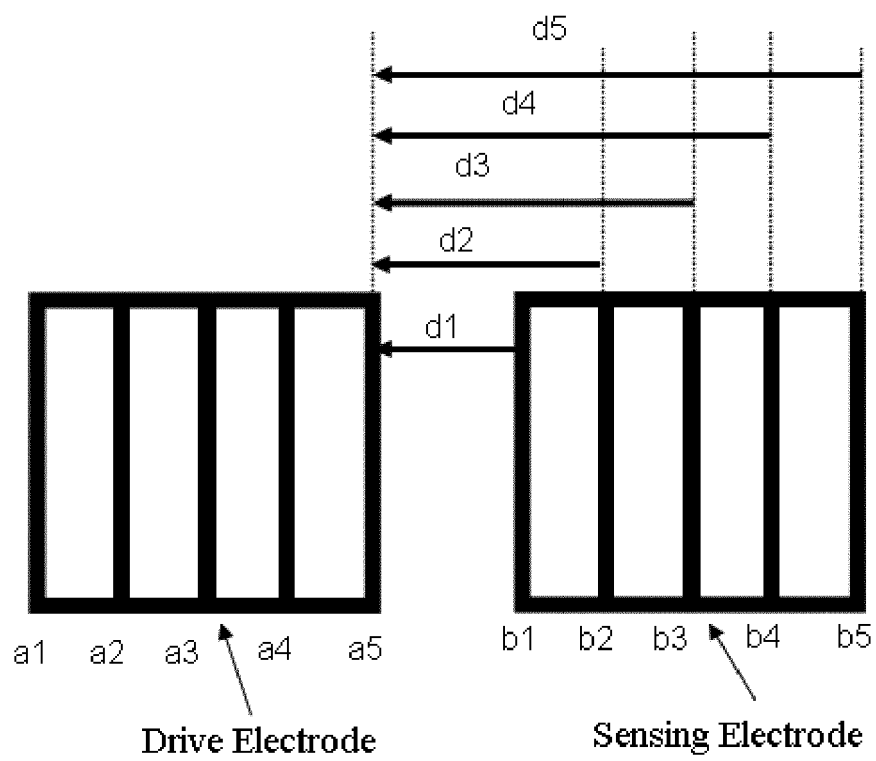 d5
d4
d3
d2
d1
a1 a2 a3 a4 a5 b1 b2 b3 b4 b5
Drive Electrode Sensing Electrode